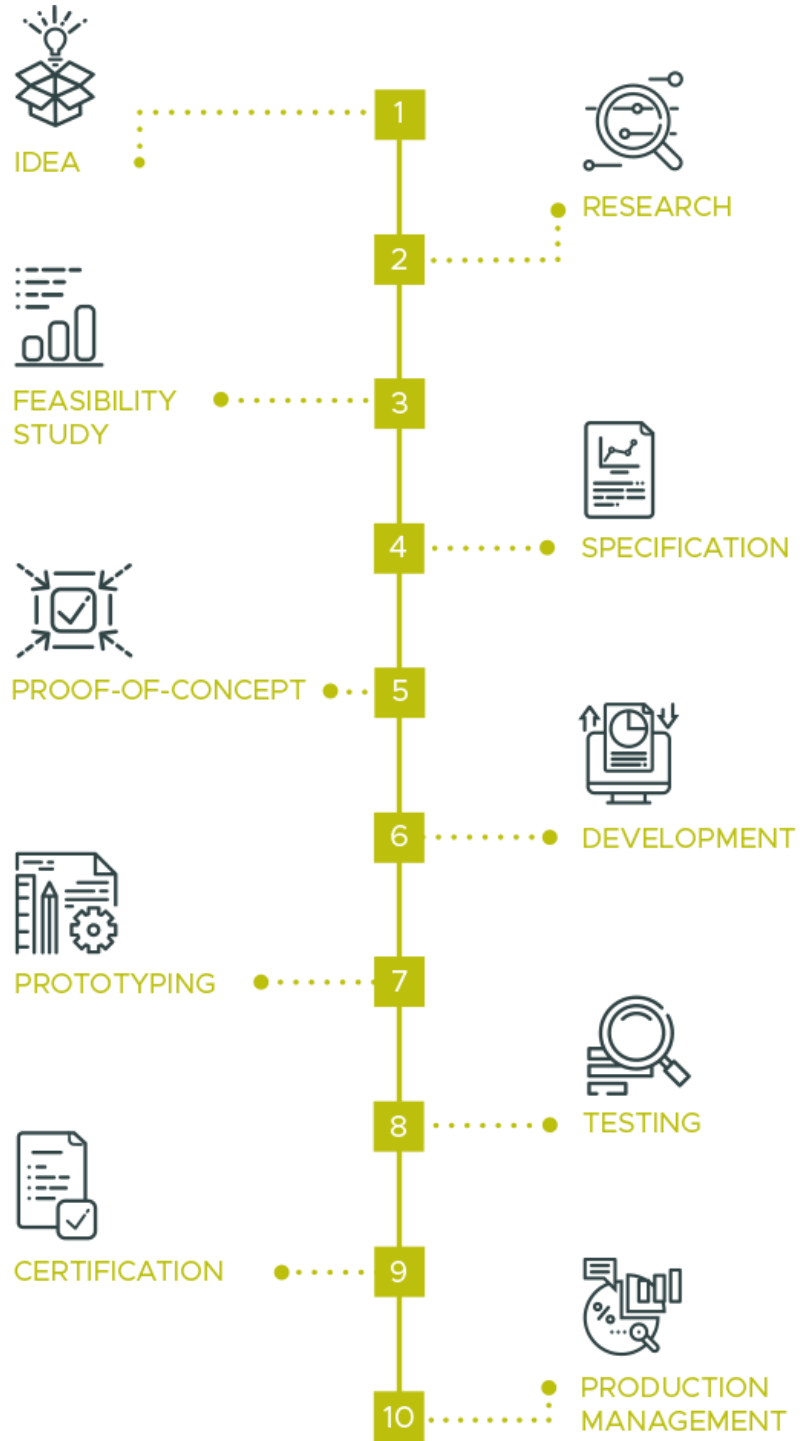 1
IDEA
RESEARCH
2
FEASIBILITY
STUDY
3
4
SPECIFICATION
PROOF-OF-CONCEPT
5
6
DEVELOPMENT
PROTOTYPING
7
8
TESTING
CERTIFICATION
9
%
PRODUCTION
MANAGEMENT
10